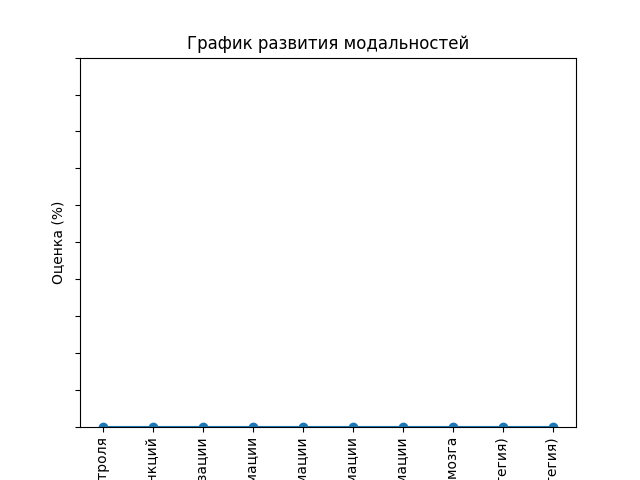 График развития модальностей
Оценка (%)
троля
нкций
зации
мации
мации
мации
мации
мозга
тегия)
тегия)